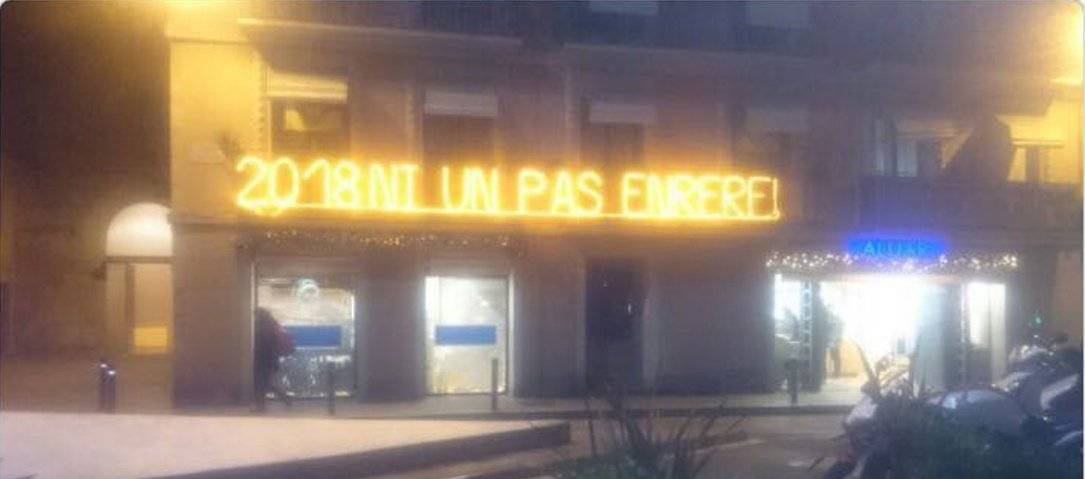 2018 NI UN PAS ENRERE!